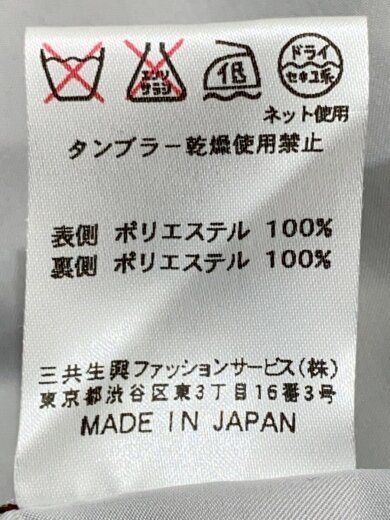 エンソ サラシ 低 ドライ セキユ系
ネット使用
タンブラー乾燥使用禁止
表側 ポリエステル 100%
裏側 ポリエステル 100%
三共生興ファッションサービス(株)
東京都渋谷区東3丁目16番3号
MADE IN JAPAN